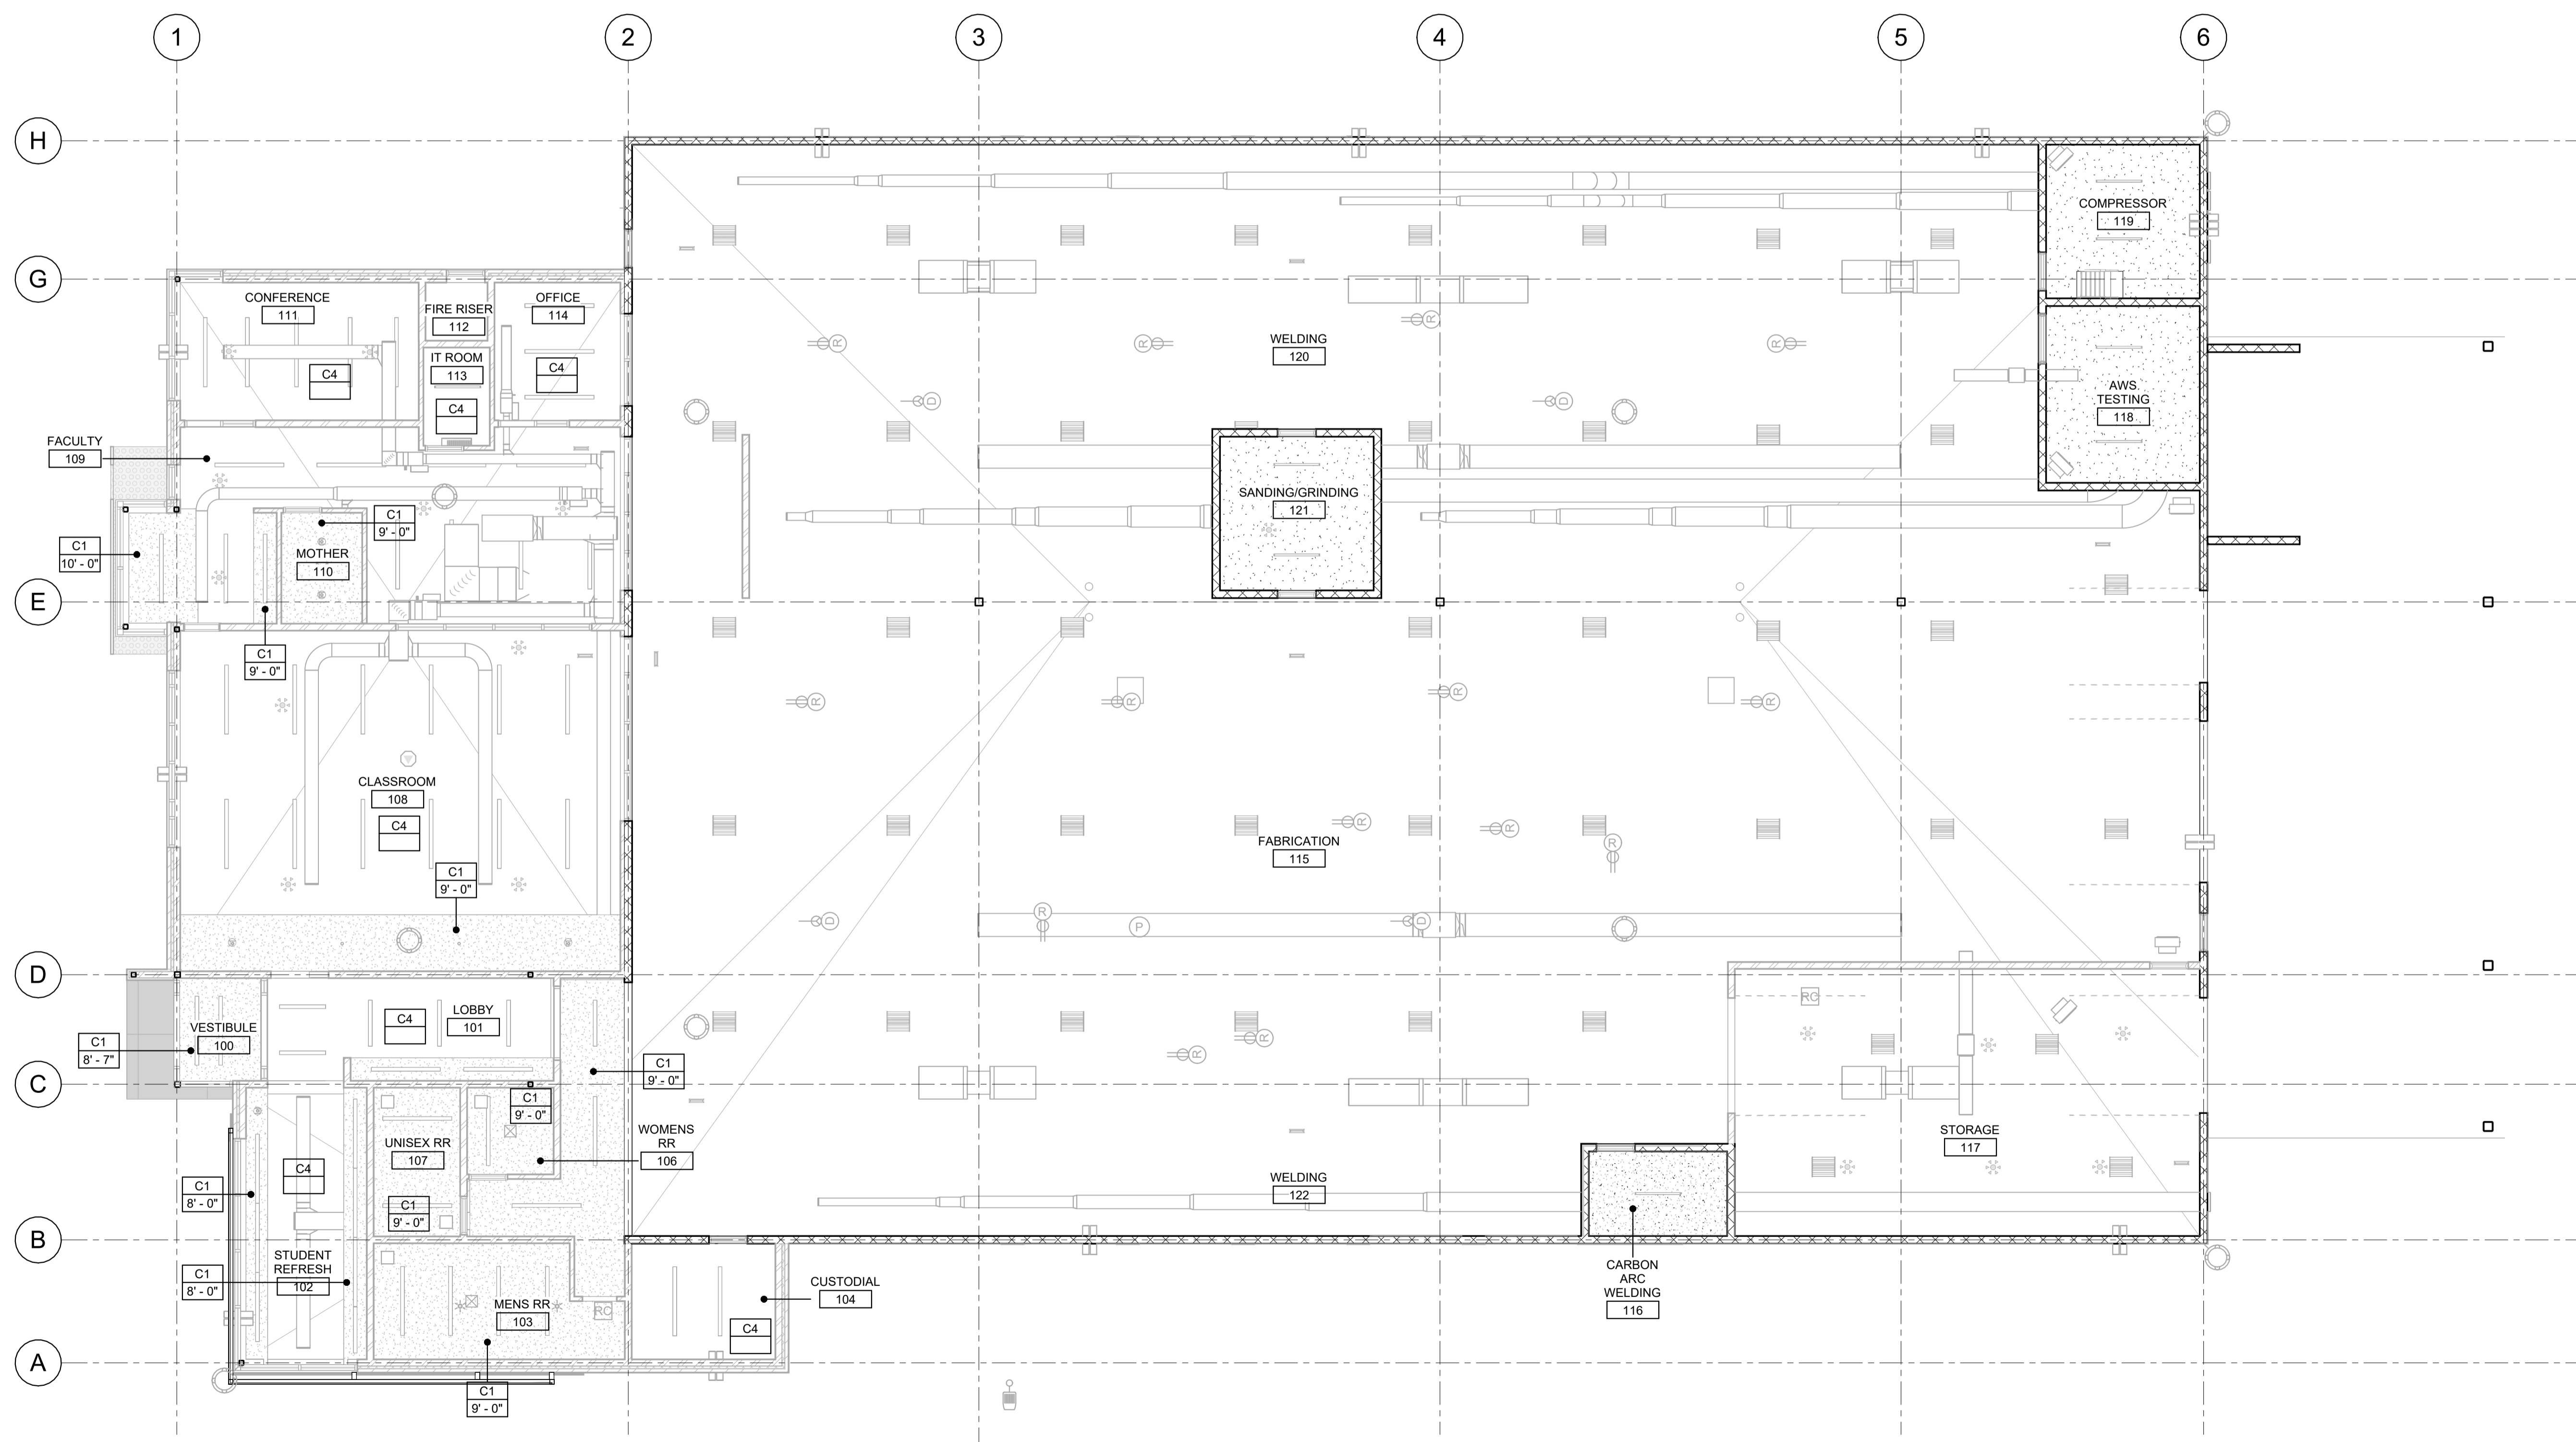 1
2
3
4
5
6
H
G
E
D
C
B
A
CONFERENCE
111
C4
FIRE RISER
112
IT ROOM
113
C4
OFFICE
114
C4
FACULTY
109
C1
10' - 0"
C1
9' - 0"
MOTHER
110
C1
9' - 0"
CLASSROOM
108
C4
C1
9' - 0"
VESTIBULE
100
C1
8' - 7"
C4
LOBBY
101
C1
9' - 0"
C1
9' - 0"
WOMENS
RR
106
UNISEX RR
107
C1
9' - 0"
C4
C1
8' - 0"
C1
8' - 0"
STUDENT
REFRESH
102
MENS RR
103
RC
C1
9' - 0"
C4
CUSTODIAL
104
COMPRESSOR
119
AWS
TESTING
118
WELDING
120
R
R
R
R
D
D
SANDING/GRINDING
121
R
R
R
R
R
R
R
FABRICATION
115
D
R
P
D
R
R
RC
STORAGE
117
WELDING
122
CARBON
ARC
WELDING
116